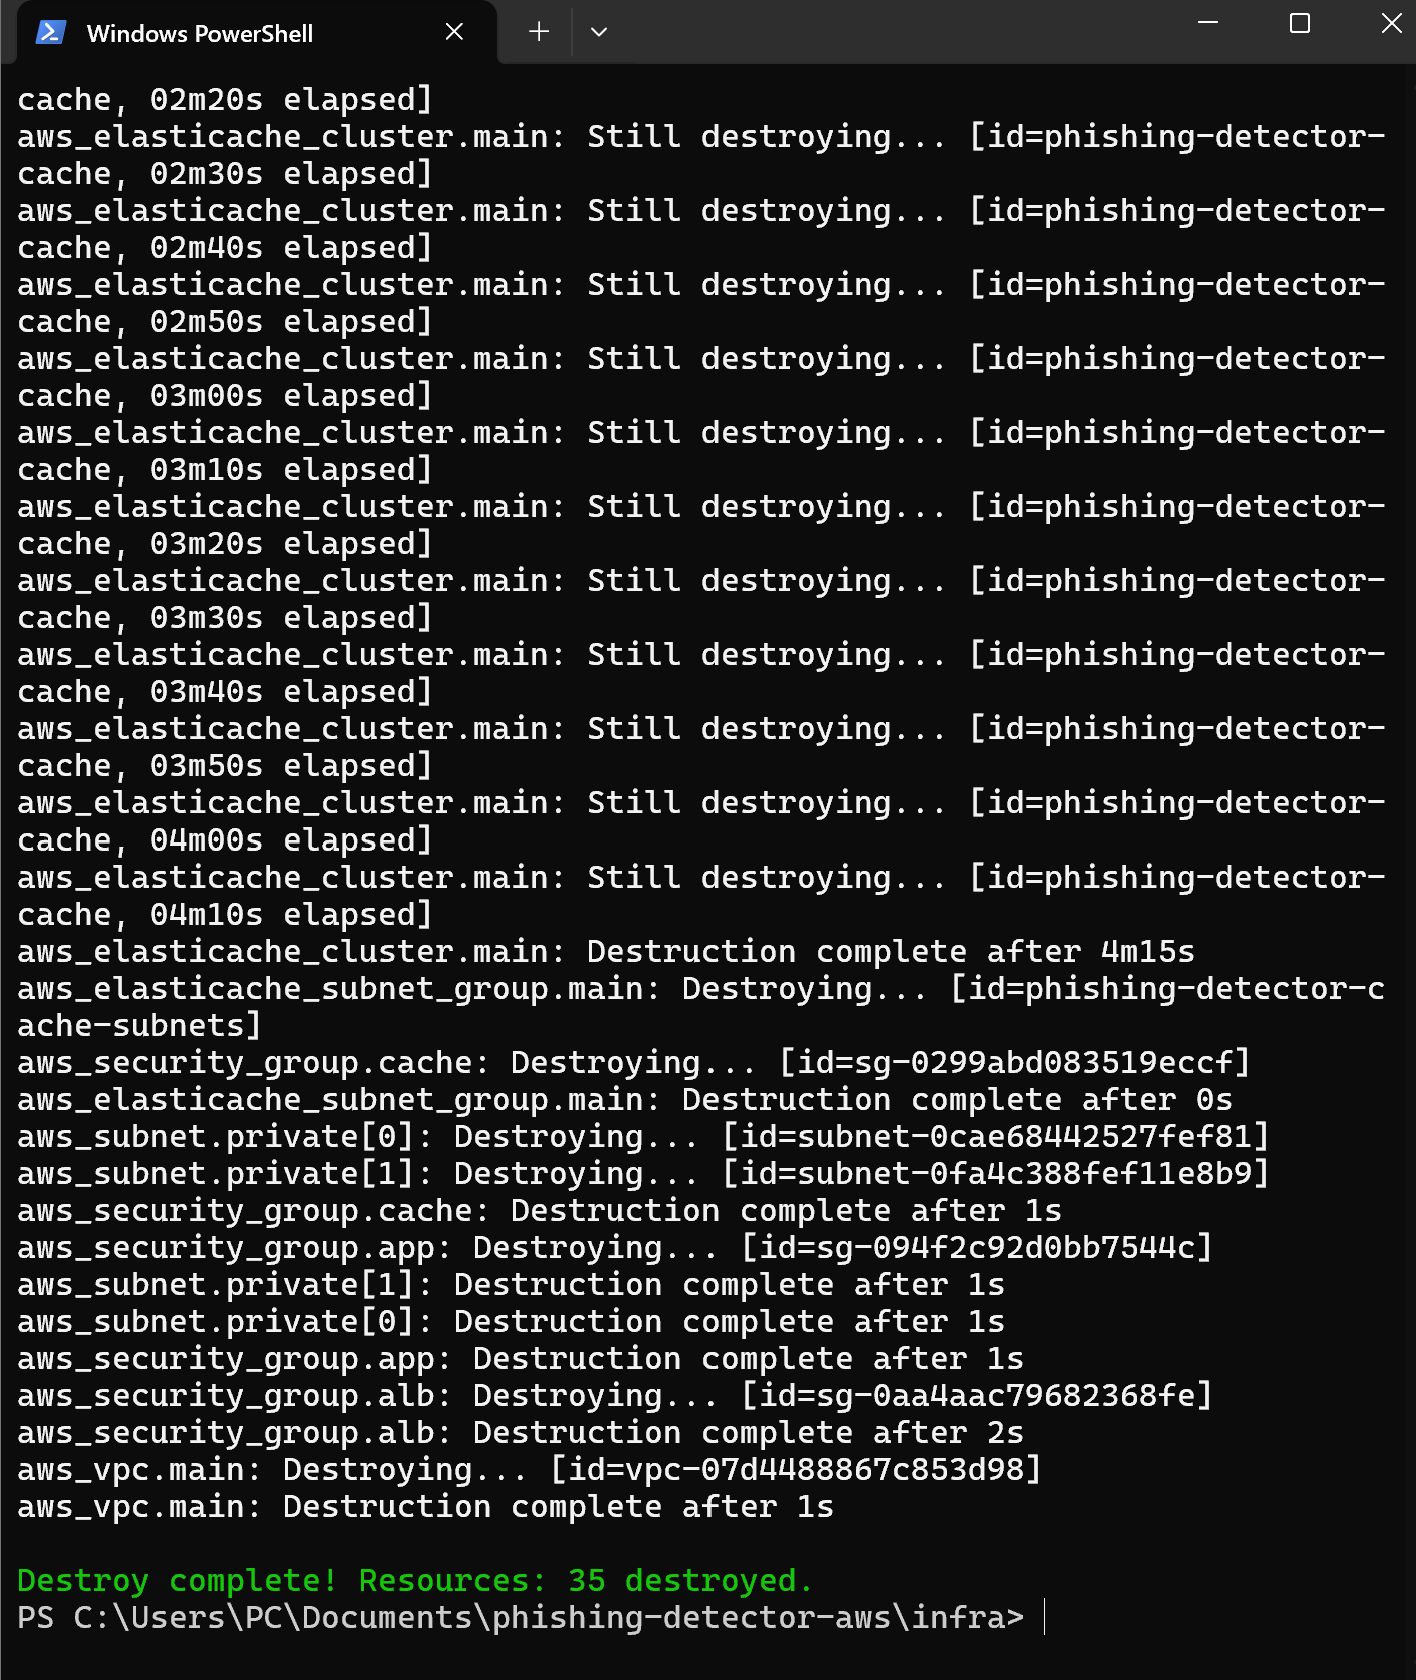 Windows PowerShell
cache, 02m20s elapsed]
aws_elasticache_cluster.main: Still destroying... [id=phishing-detector-
cache, 02m30s elapsed]
aws_elasticache_cluster.main: Still destroying... [id=phishing-detector-
cache, 02m40s elapsed]
aws_elasticache_cluster.main: Still destroying... [id=phishing-detector-
cache, 02m50s elapsed]
aws_elasticache_cluster.main: Still destroying... [id=phishing-detector-
cache, 03m00s elapsed]
aws_elasticache_cluster.main: Still destroying... [id=phishing-detector-
cache, 03m10s elapsed]
aws_elasticache_cluster.main: Still destroying... [id=phishing-detector-
cache, 03m20s elapsed]
aws_elasticache_cluster.main: Still destroying... [id=phishing-detector-
cache, 03m30s elapsed]
aws_elasticache_cluster.main: Still destroying... [id=phishing-detector-
cache, 03m40s elapsed]
aws_elasticache_cluster.main: Still destroying... [id=phishing-detector-
cache, 03m50s elapsed]
aws_elasticache_cluster.main: Still destroying... [id=phishing-detector-
cache, 04m00s elapsed]
aws_elasticache_cluster.main: Still destroying... [id=phishing-detector-
cache, 04m10s elapsed]
aws_elasticache_cluster.main: Destruction complete after 4m15s
aws_elasticache_subnet_group.main: Destroying... [id=phishing-detector-c
ache-subnets]
aws_security_group.cache: Destroying... [id=sg-0299abd083519eccf]
aws_elasticache_subnet_group.main: Destruction complete after 0s
aws_subnet.private[0]: Destroying... [id=subnet-0cae68442527fef81]
aws_subnet.private[1]: Destroying... [id=subnet-0fa4c388fef11e8b9]
aws_security_group.cache: Destruction complete after 1s
aws_security_group.app: Destroying... [id=sg-094f2c92d0bb7544c]
aws_subnet.private[1]: Destruction complete after 1s
aws_subnet.private[0]: Destruction complete after 1s
aws_security_group.app: Destruction complete after 1s
aws_security_group.alb: Destroying... [id=sg-0aa4aac79682368fe]
aws_security_group.alb: Destruction complete after 2s
aws_vpc.main: Destroying... [id=vpc-07d4488867c853d98]
aws_vpc.main: Destruction complete after 1s
Destroy complete! Resources: 35 destroyed.
PS C:\Users\PC\Documents\phishing-detector-aws\infra>